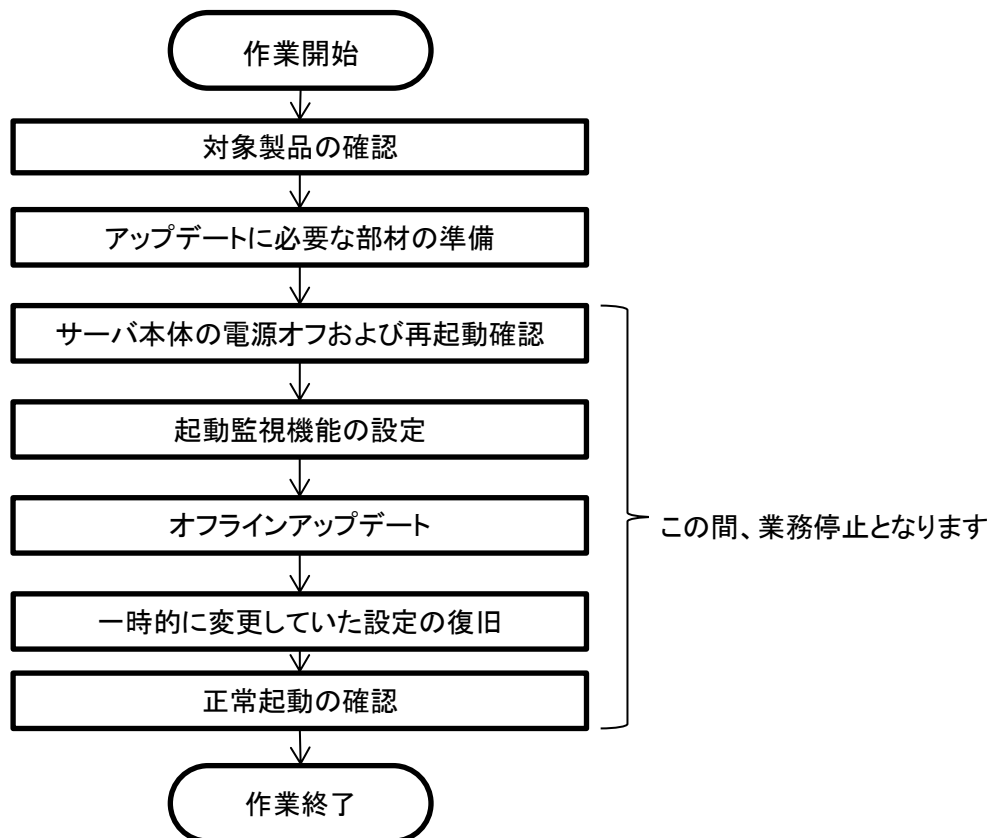 作業開始
対象製品の確認
アップデートに必要な部材の準備
サーバ本体の電源オフおよび再起動確認
起動監視機能の設定
オフラインアップデート
この間、業務停止となります
一時的に変更していた設定の復旧
正常起動の確認
作業終了